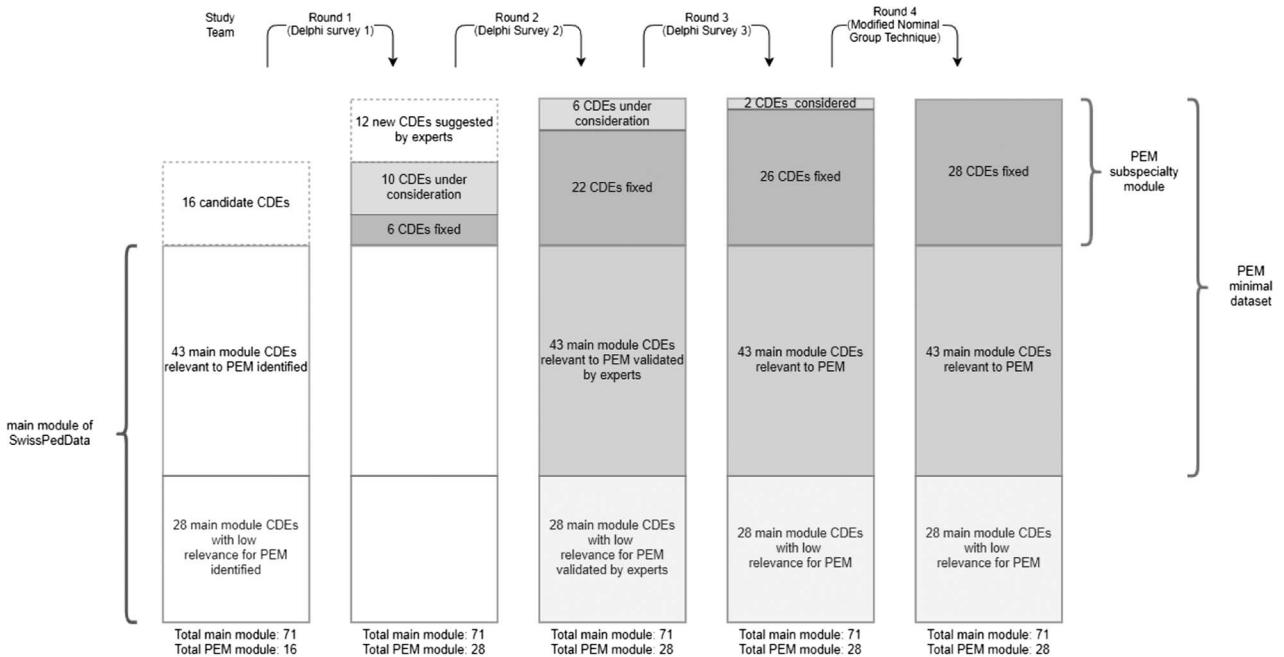 Study
Team
Round 1
(Delphi survey 1)
Round 2
(Delphi Survey 2)
Round 3
(Delphi Survey 3)
Round 4
(Modified Nominal
Group Technique)
16 candidate CDEs
43 main module CDEs
relevant to PEM identified
28 main module CDEs
with low
relevance for PEM
identified
Total main module: 71
Total PEM module: 16
12 new CDEs suggested
by experts
10 CDEs under
consideration
6 CDEs fixed
Total main module: 71
Total PEM module: 28
6 CDEs under
consideration
22 CDEs fixed
43 main module CDEs
relevant to PEM validated
by experts
28 main module CDEs
with low
relevance for PEM
validated by experts
Total main module: 71
Total PEM module: 28
2 CDEs considered
26 CDEs fixed
43 main module CDEs
relevant to PEM
28 main module CDEs
with low
relevance for PEM
Total main module: 71
Total PEM module: 28
28 CDEs fixed
43 main module CDEs
relevant to PEM
28 main module CDEs
with low
relevance for PEM
Total main module: 71
Total PEM module: 28
main module of
SwissPedData
PEM
subspecialty
module
PEM
minimal
dataset